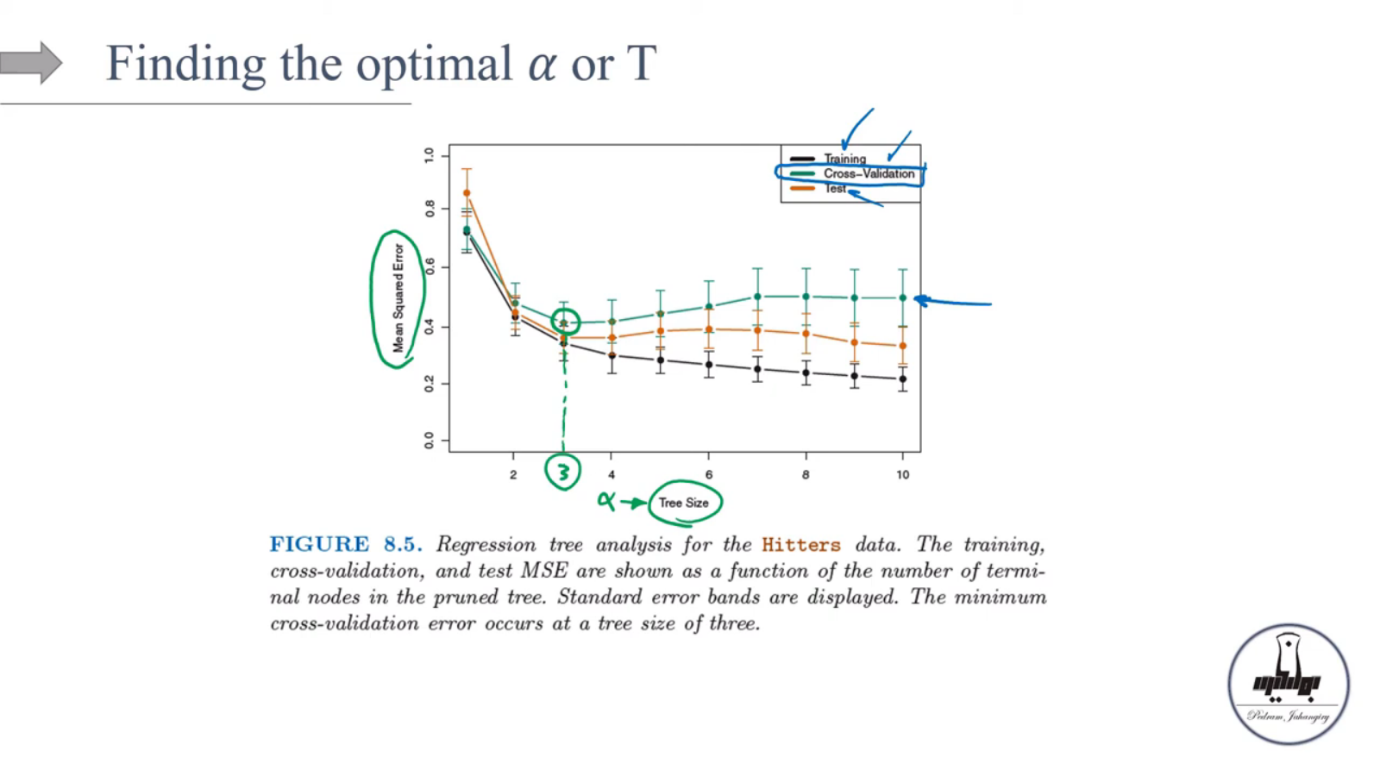 Finding the optimal α or T
Training
Cross-Validation
Test
Mean Squared Error
1.0
0.8
0.6
0.4
0.2
0.0
2
3
4
6
8
10
α → Tree Size
FIGURE 8.5. Regression tree analysis for the Hitters data. The training,
cross-validation, and test MSE are shown as a function of the number of termi-
nal nodes in the pruned tree. Standard error bands are displayed. The minimum
cross-validation error occurs at a tree size of three.
Pedram, Jahangiry